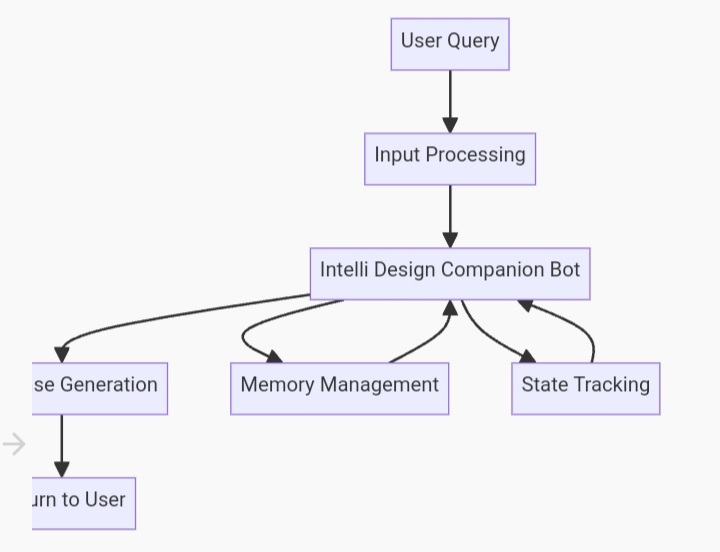 User Query
Input Processing
Intelli Design Companion Bot
se Generation
Memory Management
State Tracking
urn to User